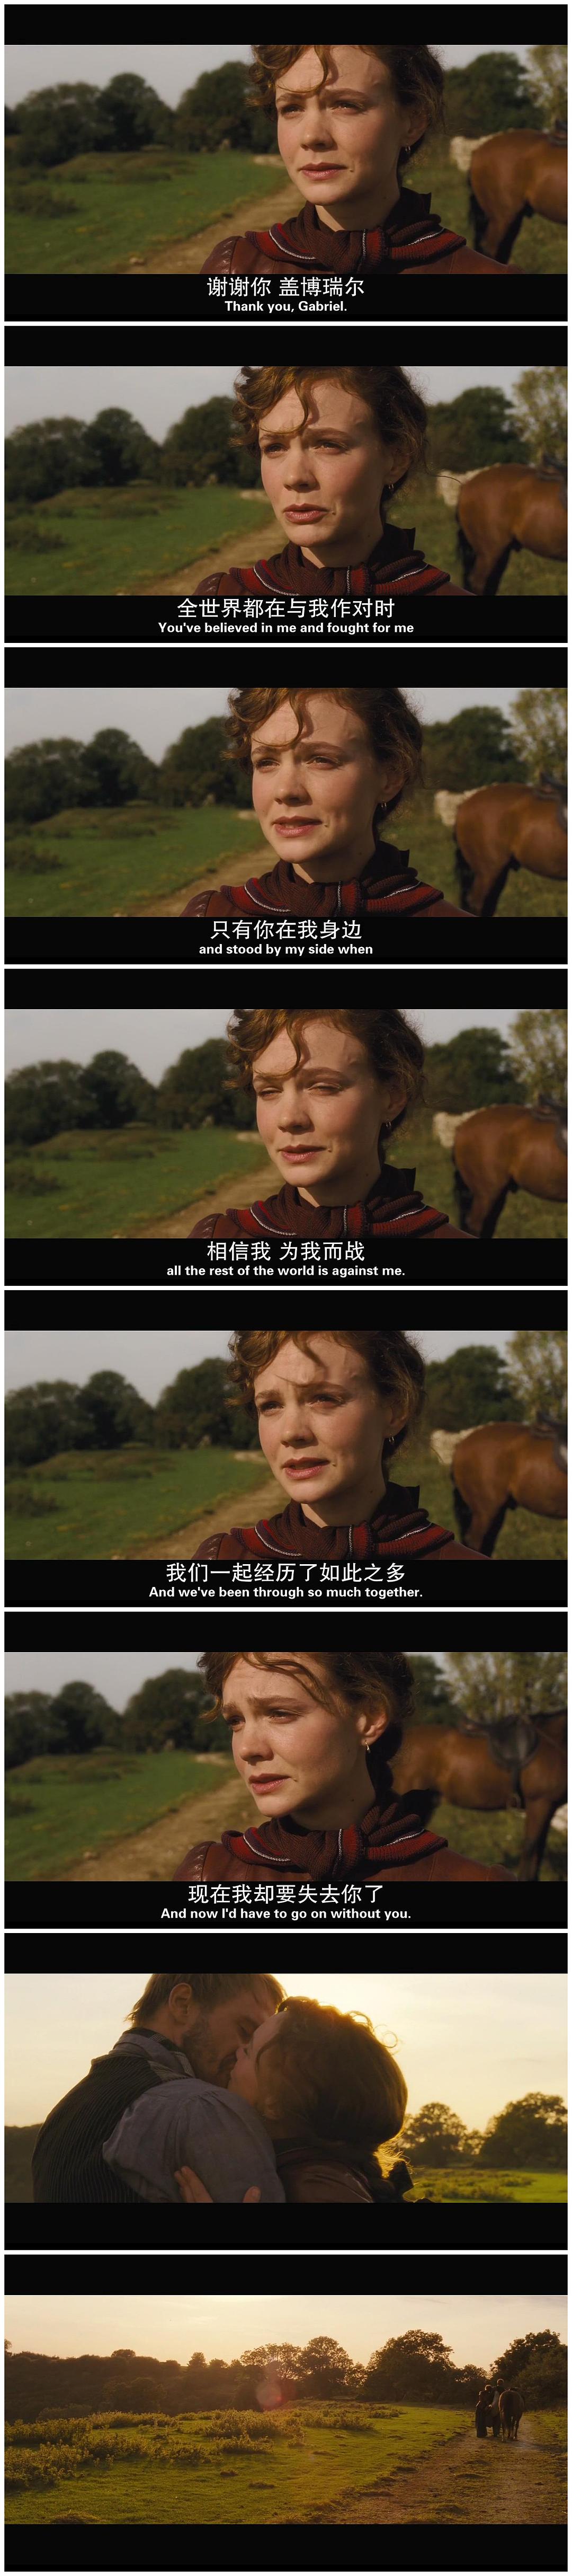 谢谢你 盖博瑞尔
Thank you, Gabriel.
全世界都在与我作对时
You've believed in me and fought for me
只有你在我身边
and stood by my side when
相信我 为我而战
all the rest of the world is against me.
我们一起经历了如此之多
And we've been through so much together.
现在我却要失去你了
And now I'd have to go on without you.